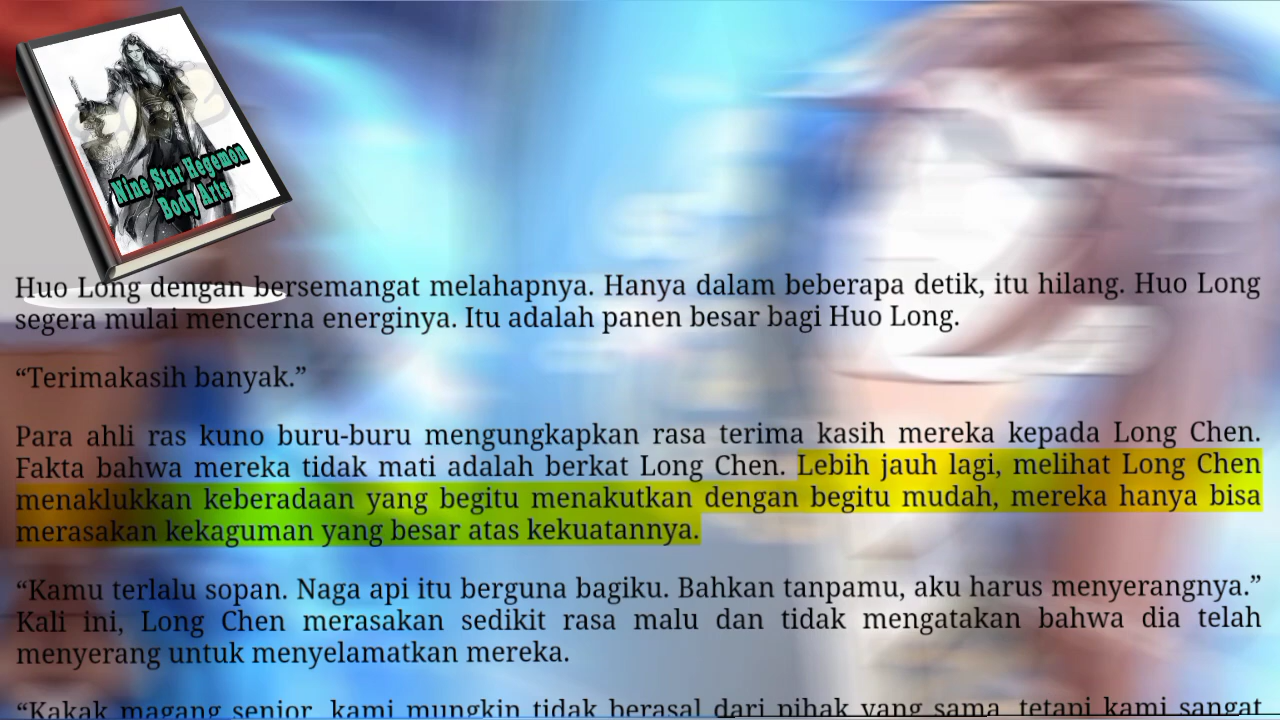 Nine Star Hegemon
Body Arts
Huo Long dengan bersemangat melahapnya. Hanya dalam beberapa detik, itu hilang. Huo Long
segera mulai mencerna energinya. Itu adalah panen besar bagi Huo Long.
“Terimakasih banyak.”
Para ahli ras kuno buru-buru mengungkapkan rasa terima kasih mereka kepada Long Chen.
Fakta bahwa mereka tidak mati adalah berkat Long Chen. Lebih jauh lagi, melihat Long Chen
menaklukkan keberadaan yang begitu menakutkan dengan begitu mudah, mereka hanya bisa
merasakan kekaguman yang besar atas kekuatannya.
“Kamu terlalu sopan. Naga api itu berguna bagiku. Bahkan tanpamu, aku harus menyerangnya.”
Kali ini, Long Chen merasakan sedikit rasa malu dan tidak mengatakan bahwa dia telah
menyerang untuk menyelamatkan mereka.
“Kakak magang senior, kami mungkin tidak berasal dari pihak yang sama, tetapi kami sangat